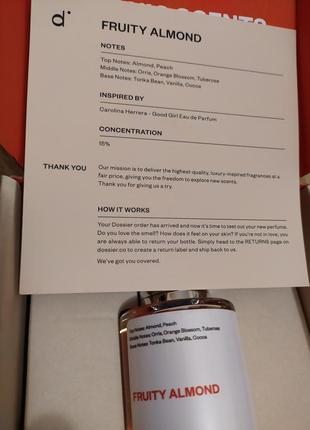 d
FRUITY ALMOND
NOTES
Top Notes: Almond, Peach
Middle Notes: Orris, Orange Blossom, Tuberose
Base Notes: Tonka Bean, Vanilla, Cocoa
INSPIRED BY
Carolina Herrera - Good Girl Eau de Parfum
CONCENTRATION
18%
THANK YOU
Our mission is to deliver the highest-quality, luxury-inspired fragrances at a
fair price, giving you the freedom to explore new scents.
Thank you for giving us a try.
HOW IT WORKS
Your Dossier order has arrived and now it's time to test out your new perfume.
Do you love the smell? How does it feel on your skin? If you're not in love, you
are always able to return your bottle. Simply head to the RETURNS page on
dossier.co to create a return label and ship back to us.
We've got you covered.
Top Notes: Almond, Peach
Middle Notes: Orris, Orange Blossom, Tuberose
Base Notes: Tonka Bean, Vanilla, Cocoa
FRUITY ALMOND